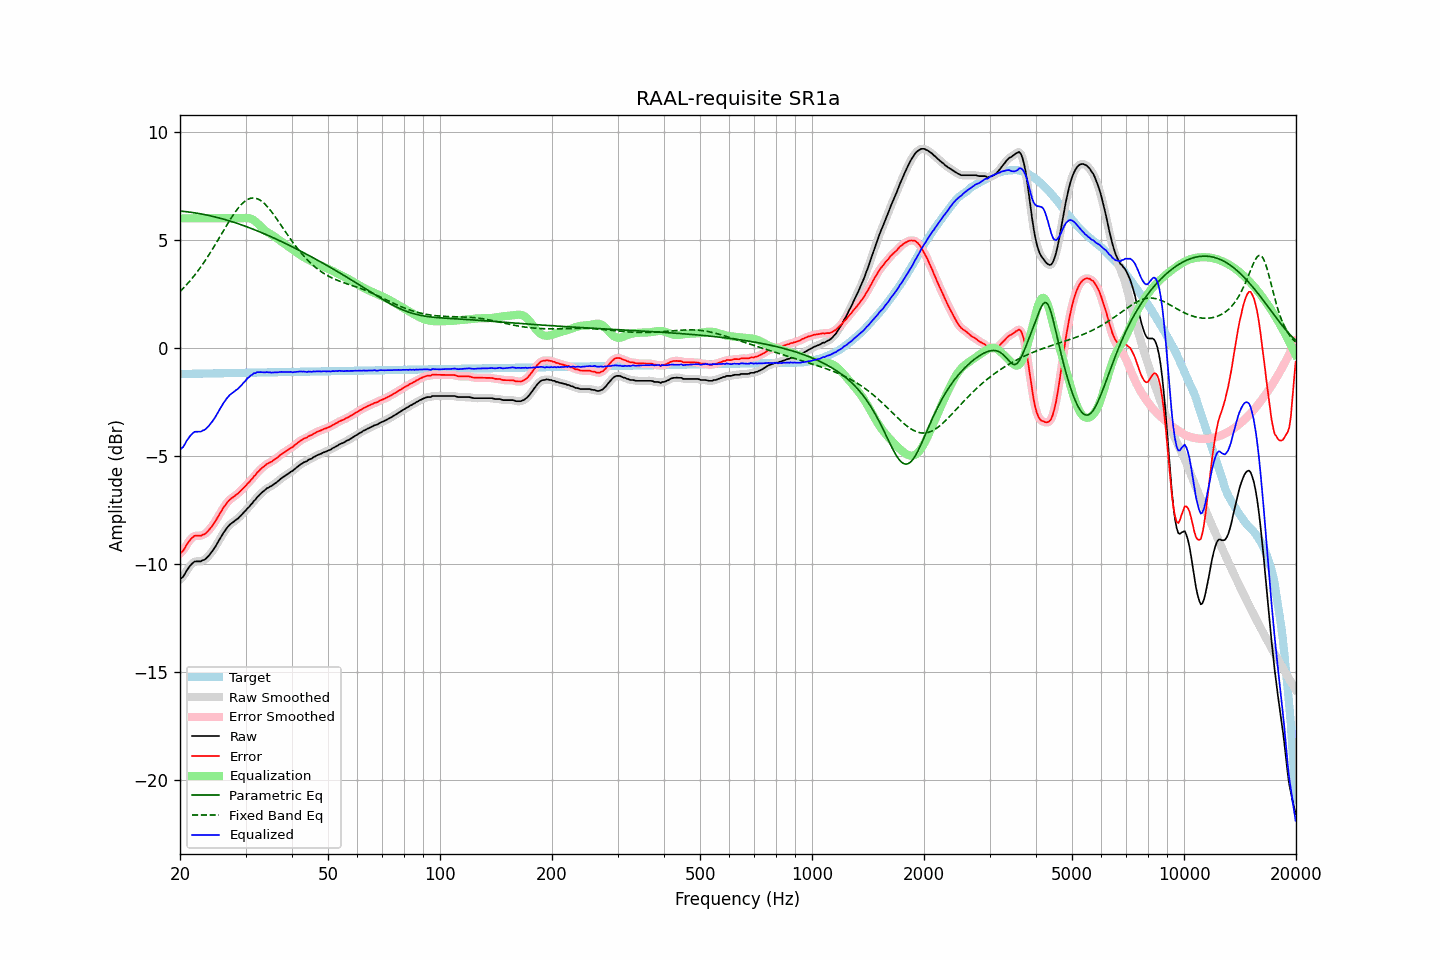 RAAL-requisite SR1a
10
5
0
−5
−10
−15
−20
Amplitude (dBr)
Target
Raw Smoothed
Error Smoothed
Raw
Error
Equalization
Parametric Eq
Fixed Band Eq
Equalized
20 50 100 200 500 1000 2000 5000 10000 20000
Frequency (Hz)